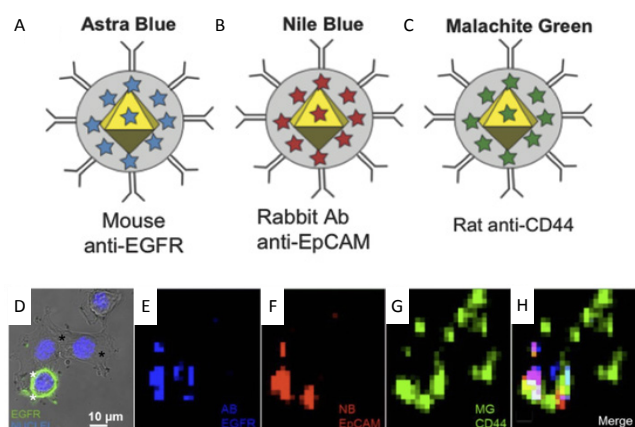 A
Astra Blue
B
Nile Blue
C
Malachite Green
Mouse
anti-EGFR
Rabbit Ab
anti-EpCAM
Rat anti-CD44
D
EGFR
NUCLEI
10 µm
E
AB
EGFR
F
NB
EpCAM
G
MG
CD44
H
Merge